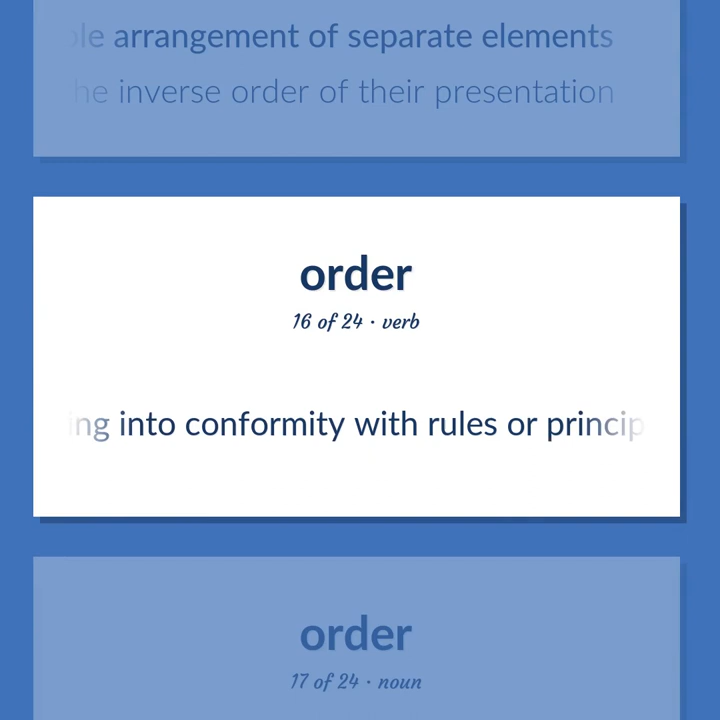 arrangement of separate elements
inverse order of their presentation
order
16 of 24 · verb
into conformity with rules or
order
17 of 24 · noun